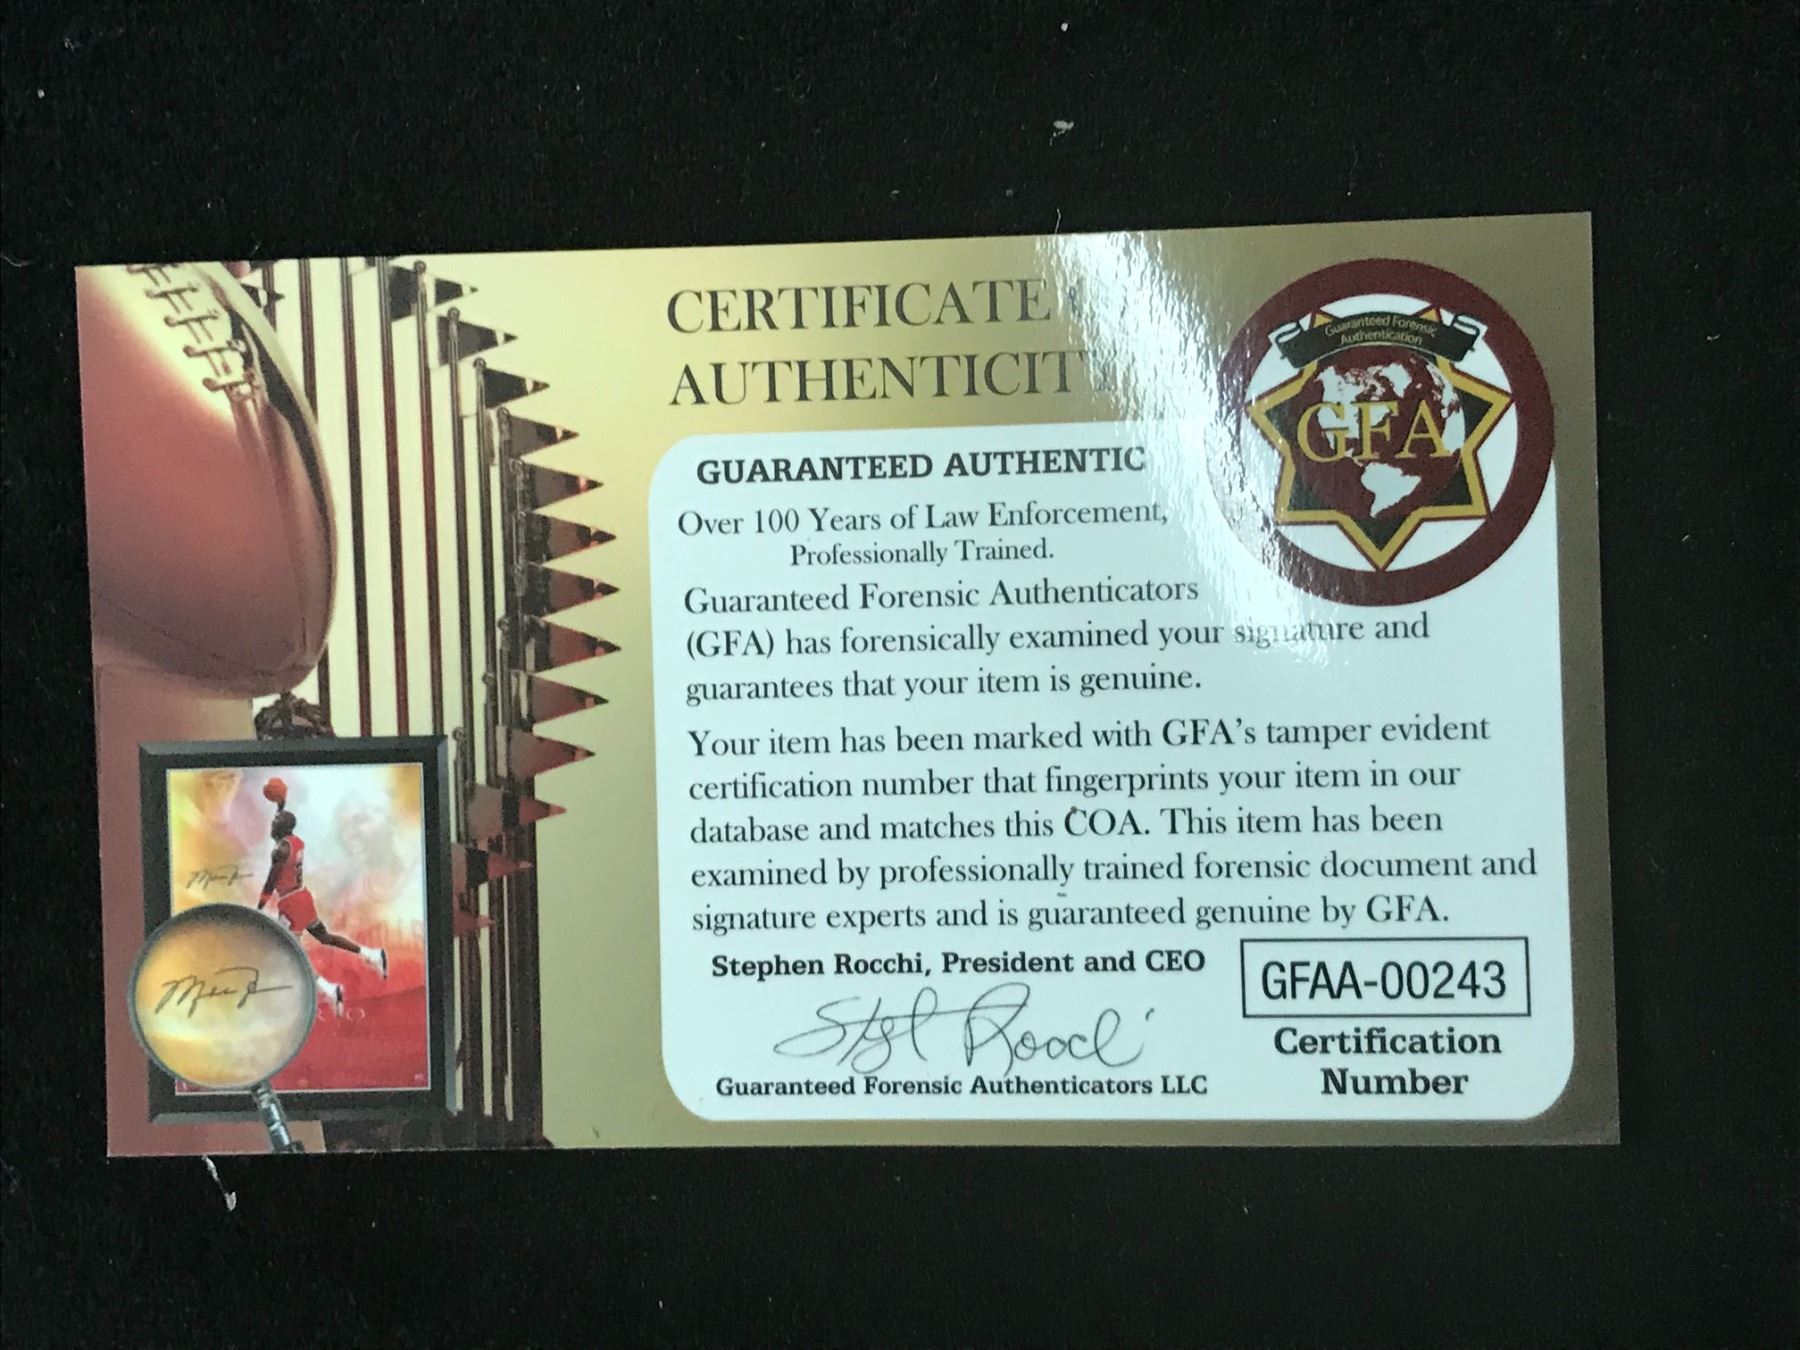 CERTIFICATE
AUTHENTICITY
Guaranteed Forensic
Authentication
GFA
GUARANTEED AUTHENTIC
Over 100 Years of Law Enforcement,
Professionally Trained.
Guaranteed Forensic Authenticators
(GFA) has forensically examined your signature and
guarantees that your item is genuine.
Your item has been marked with GFA's tamper evident
certification number that fingerprints your item in our
database and matches this COA. This item has been
examined by professionally trained forensic document and
signature experts and is guaranteed genuine by GFA.
Stephen Rocchi, President and CEO
Guaranteed Forensic Authenticators LLC
GFAA-00243
Certification
Number